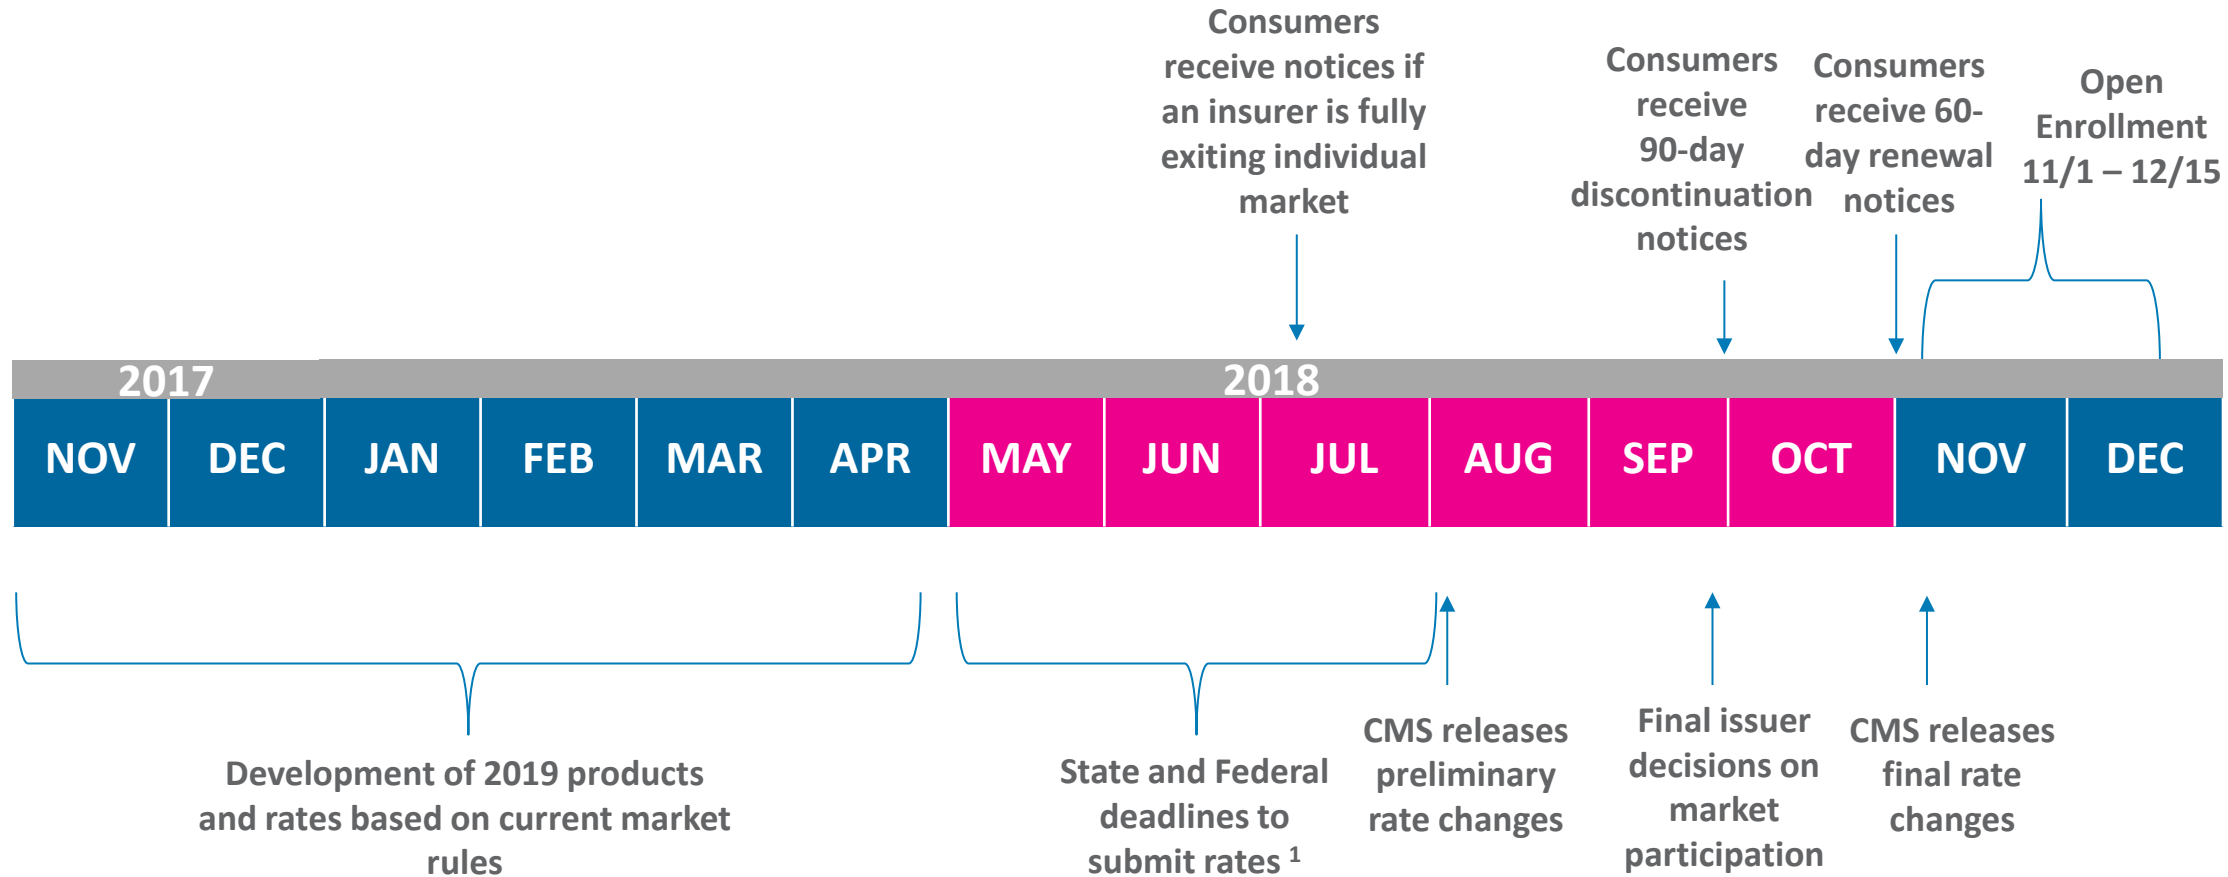 Consumers
receive notices if
an insurer is fully
exiting individual
market
Consumers
receive
90-day
discontinuation
notices
Consumers
receive 60-
day renewal
notices
Open
Enrollment
11/1 – 12/15
2017
2018
NOV
DEC
JAN
FEB
MAR
APR
MAY
JUN
JUL
AUG
SEP
OCT
NOV
DEC
Development of 2019 products
and rates based on current market
rules
State and Federal
deadlines to
submit rates ¹
CMS releases
preliminary
rate changes
Final issuer
decisions on
market
participation
CMS releases
final rate
changes